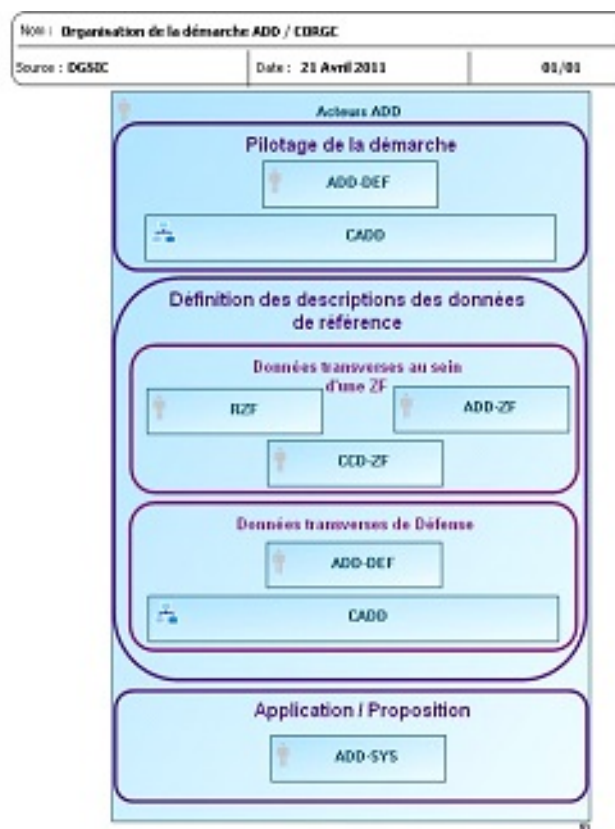 Nom : Organisation de la démarche ADD / CORGE
Source : DGSIC
Date : 21 Avril 2011
01/01
Acteurs ADD
Pilotage de la démarche
ADD-DEF
CADD
Définition des descriptions des données
de référence
Données transverses au sein
d'une ZF
RZF
ADD-ZF
CCD-ZF
Données transverses de Défense
ADD-DEF
CADD
Application / Proposition
ADD-SYS